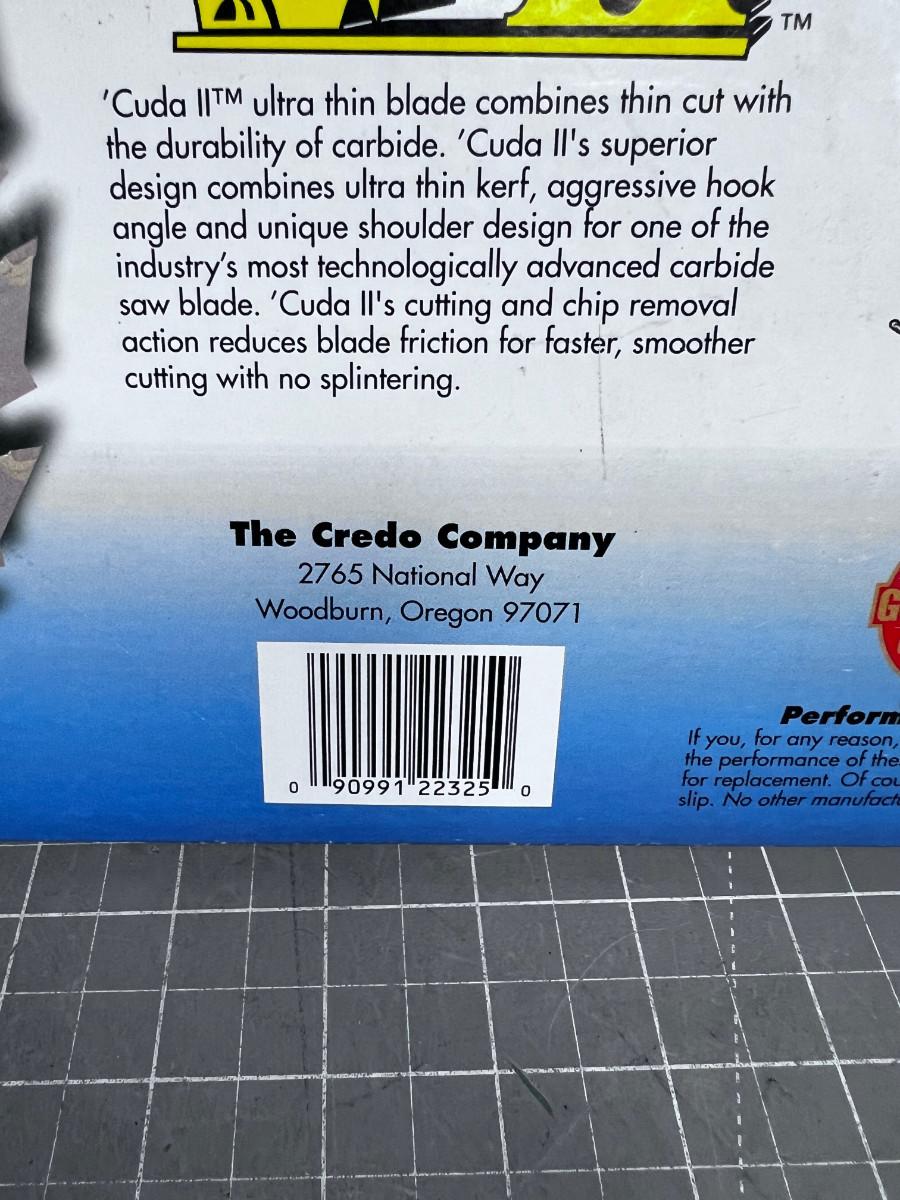 TM
'Cuda II™ ultra thin blade combines thin cut with
the durability of carbide. 'Cuda II's superior
design combines ultra thin kerf, aggressive hook
angle and unique shoulder design for one of the
industry's most technologically advanced carbide
saw blade. 'Cuda II's cutting and chip removal
action reduces blade friction for faster, smoother
cutting with no splintering.
The Credo Company
2765 National Way
Woodburn, Oregon 97071
0 90991 22325 0
Perform
If you, for any reason,
the performance of the
for replacement. Of cou
slip. No other manufact